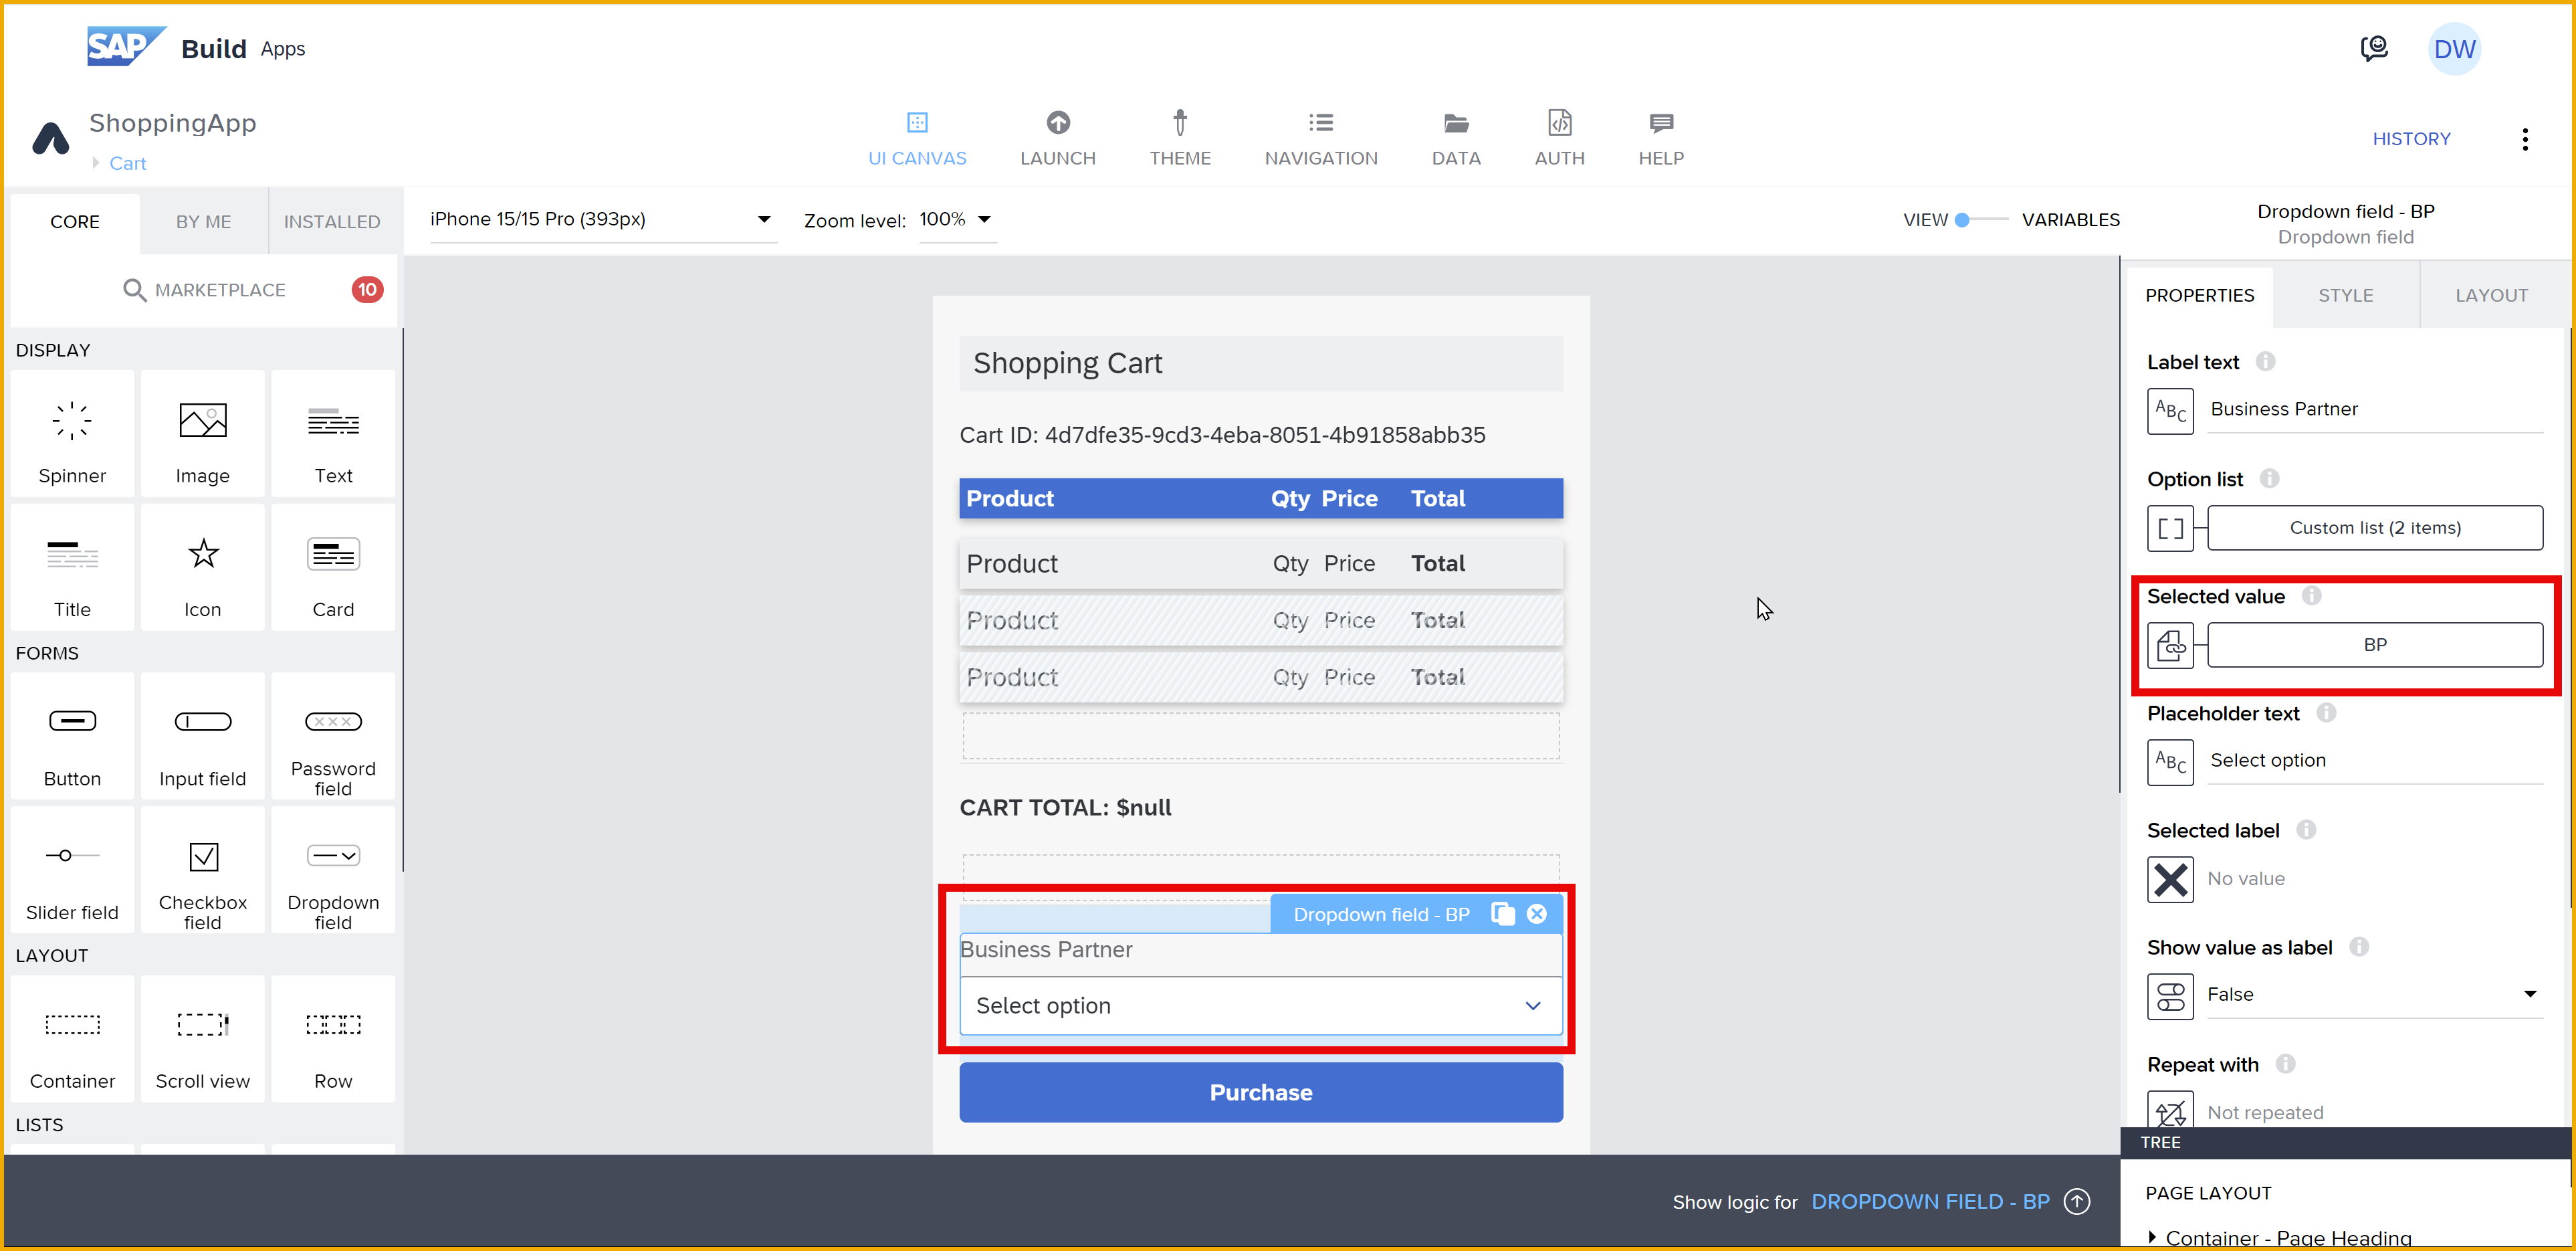 SAP Build Apps
DW
ShoppingApp
Cart
UI CANVAS
LAUNCH
THEME
NAVIGATION
DATA
AUTH
HELP
HISTORY
CORE
BY ME
INSTALLED
MARKETPLACE
10
DISPLAY
Spinner
Image
Text
Title
Icon
Card
FORMS
Button
Input field
Password
field
Slider field
Checkbox
field
Dropdown
field
LAYOUT
Container
Scroll view
Row
LISTS
iPhone 15/15 Pro (393px)
Zoom level: 100%
VIEW
VARIABLES
Shopping Cart
Cart ID: 4d7dfe35-9cd3-4eba-8051-4b91858abb35
Product Qty Price Total
Product Qty Price Total
Product Qty Price Total
Product Qty Price Total
CART TOTAL: $null
Dropdown field - BP
Business Partner
Select option
Purchase
Show logic for DROPDOWN FIELD - BP
Dropdown field - BP
Dropdown field
PROPERTIES
STYLE
LAYOUT
Label text
ABC
Business Partner
Option list
Custom list (2 items)
Selected value
BP
Placeholder text
ABC
Select option
Selected label
No value
Show value as label
False
Repeat with
Not repeated
TREE
PAGE LAYOUT
Container - Page Heading